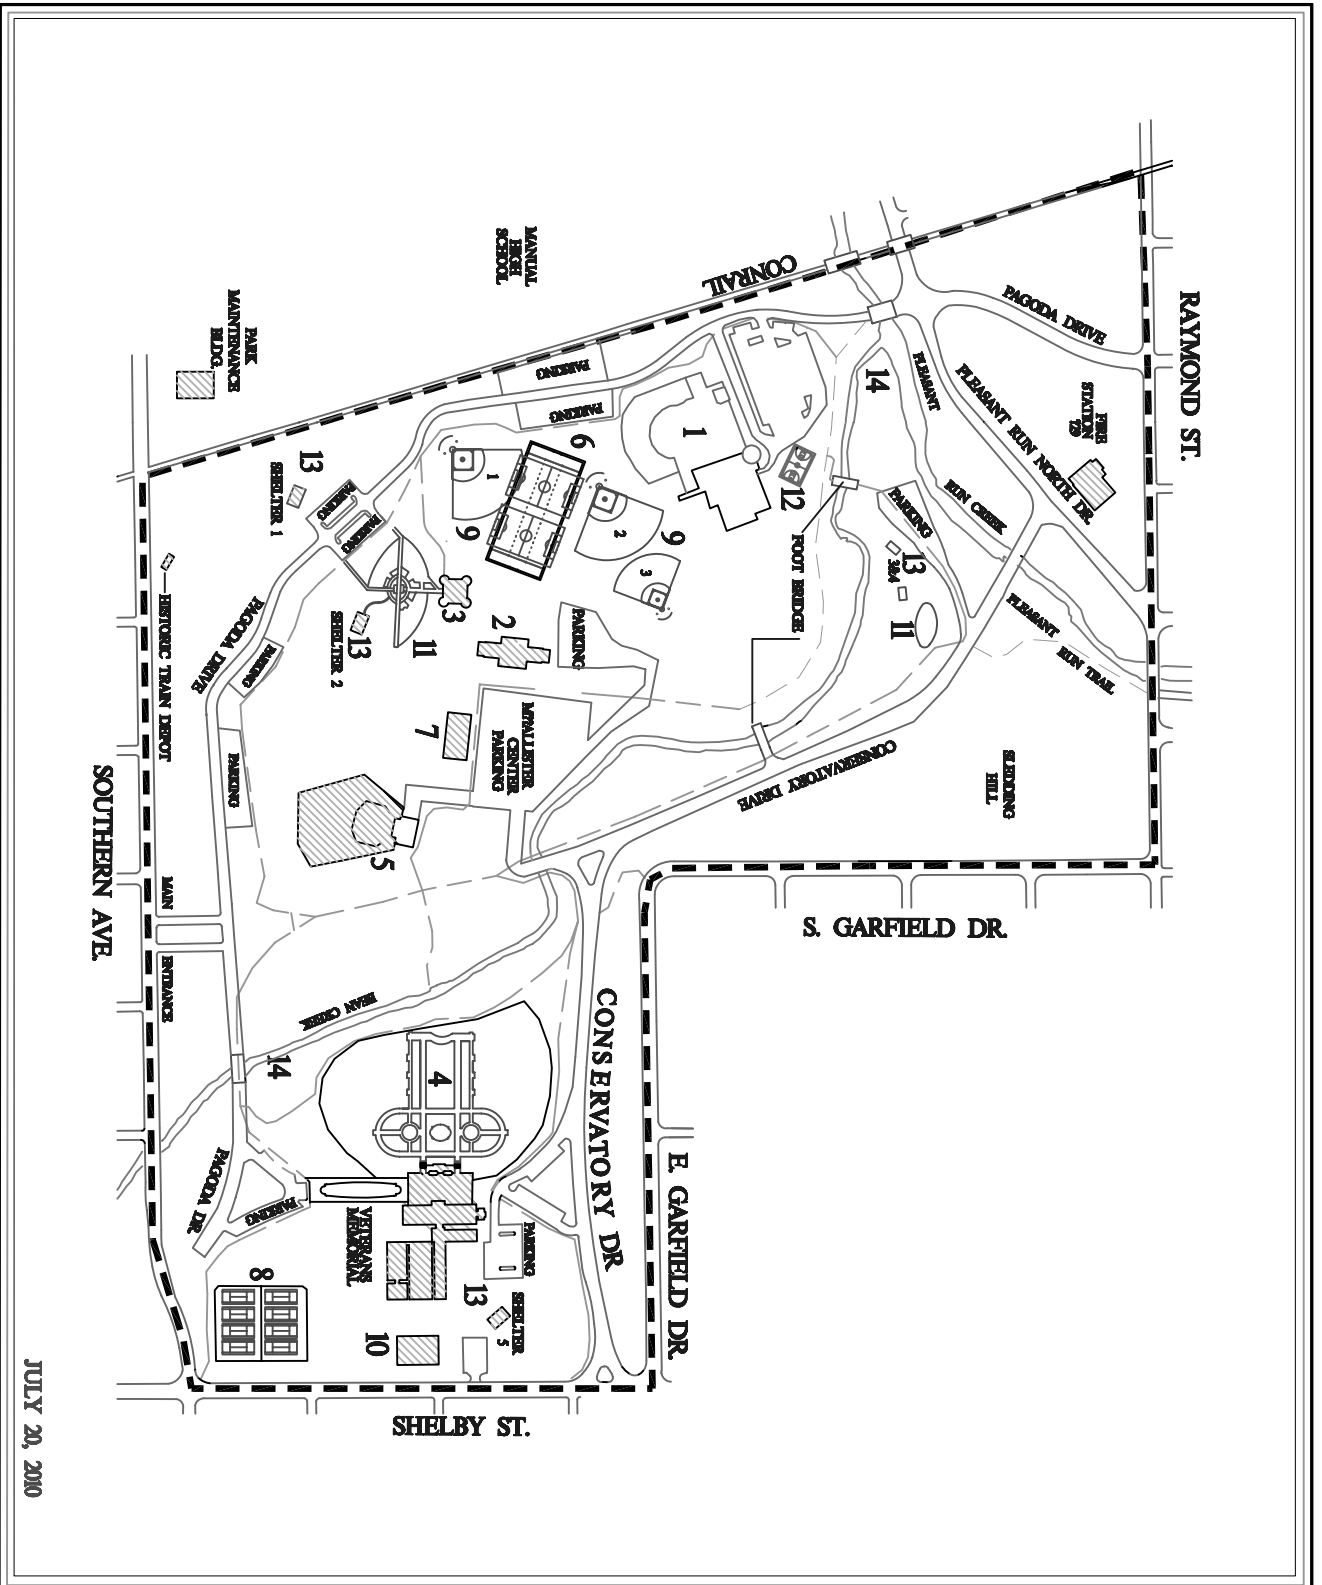 RAYMOND ST.
PAGODA DRIVE
FIRE
STATION
729
PLEASANT RUN NORTH DR.
PLEASANT
RUN CREEK
PLEASANT
RUN TRAIL
14
PARKING
13
3&4
11
SLEDDING
HILL
CONRAIL
12
FOOT BRIDGE
CONSERVATORY DRIVE
S. GARFIELD DR.
1
MANUAL
HIGH
SCHOOL
PARKING
PARKING
6
1
2
3
9
9
PARK
MAINTENANCE
BLDG.
13
SHELTER 1
PARKING
PARKING
3
11
13
SHELTER 2
2
PARKING
MᶜALLISTER
CENTER
PARKING
7
5
PAGODA DRIVE
PARKING
PARKING
HISTORIC TRAIN DEPOT
SOUTHERN AVE.
MAIN
ENTRANCE
BEAN CREEK
14
4
CONSERVATORY DR
E. GARFIELD DR.
PAGODA DR.
PARKING
VETERANS
MEMORIAL
PARKING
13
SHELTER
5
8
10
SHELBY ST.
JULY 20, 2010